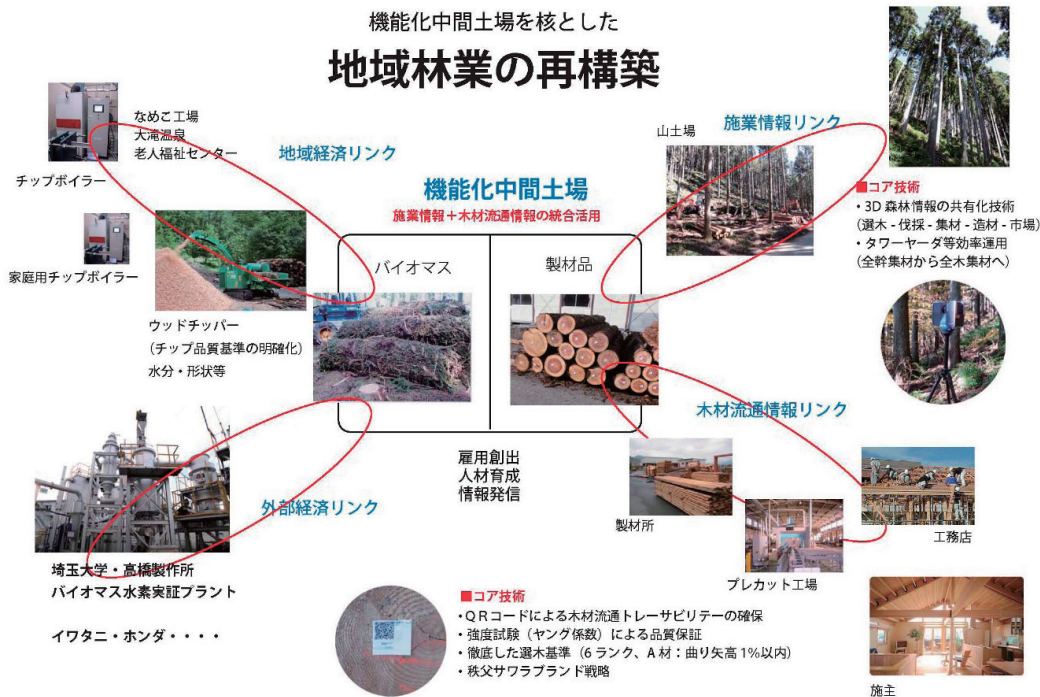 機能化中間土場を核とした
地域林業の再構築
なめこ工場
大滝温泉
老人福祉センター
チップボイラー
地域経済リンク
家庭用チップボイラー
ウッドチッパー
(チップ品質基準の明確化)
水分・形状等
機能化中間土場
施業情報+木材流通情報の統合活用
バイオマス
製材品
雇用創出
人材育成
情報発信
山土場
施業情報リンク
■コア技術
・3D 森林情報の共有化技術
(選木 - 伐採 - 集材 - 造材 - 市場)
・タワーヤーダ等効率運用
(全幹集材から全木集材へ)
木材流通情報リンク
製材所
プレカット工場
工務店
施主
外部経済リンク
埼玉大学・高橋製作所
バイオマス水素実証プラント
イワタニ・ホンダ・・・・
■コア技術
・QRコードによる木材流通トレーサビリテーの確保
・強度試験(ヤング係数)による品質保証
・徹底した選木基準(6 ランク、A 材:曲り矢高 1%以内)
・秩父サワラブランド戦略